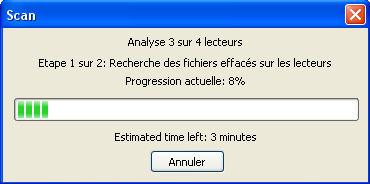 Scan
Analyse 3 sur 4 lecteurs
Etape 1 sur 2: Recherche des fichiers effacés sur les lecteurs
Progression actuelle: 8%
Estimated time left: 3 minutes
Annuler